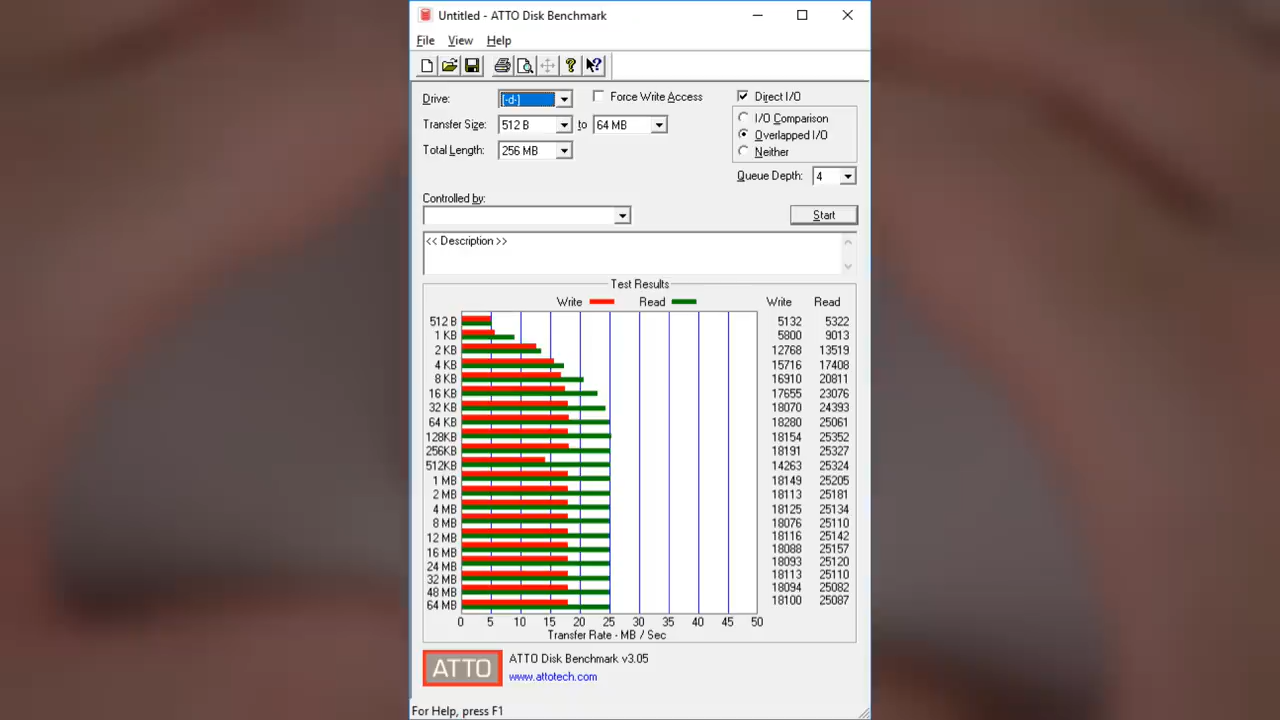 Untitled - ATTO Disk Benchmark
File View Help
Drive: [-d-] Force Write Access Direct I/O
I/O Comparison
Transfer Size: 512 B to 64 MB
Overlapped I/O
Total Length: 256 MB
Neither
Queue Depth: 4
Controlled by:
Start
<< Description >>
Test Results
Write Read Write Read
512 B 5132 5322
1 KB 5800 9013
2 KB 12768 13519
4 KB 15716 17408
8 KB 16910 20811
16 KB 17655 23076
32 KB 18070 24393
64 KB 18280 25061
128KB 18154 25352
256KB 18191 25327
512KB 14263 25324
1 MB 18149 25205
2 MB 18113 25181
4 MB 18125 25134
8 MB 18076 25110
12 MB 18116 25142
16 MB 18088 25157
24 MB 18093 25120
32 MB 18113 25110
48 MB 18094 25082
64 MB 18100 25087
0 5 10 15 20 25 30 35 40 45 50
Transfer Rate - MB / Sec
ATTO
ATTO Disk Benchmark v3.05
www.attotech.com
For Help, press F1